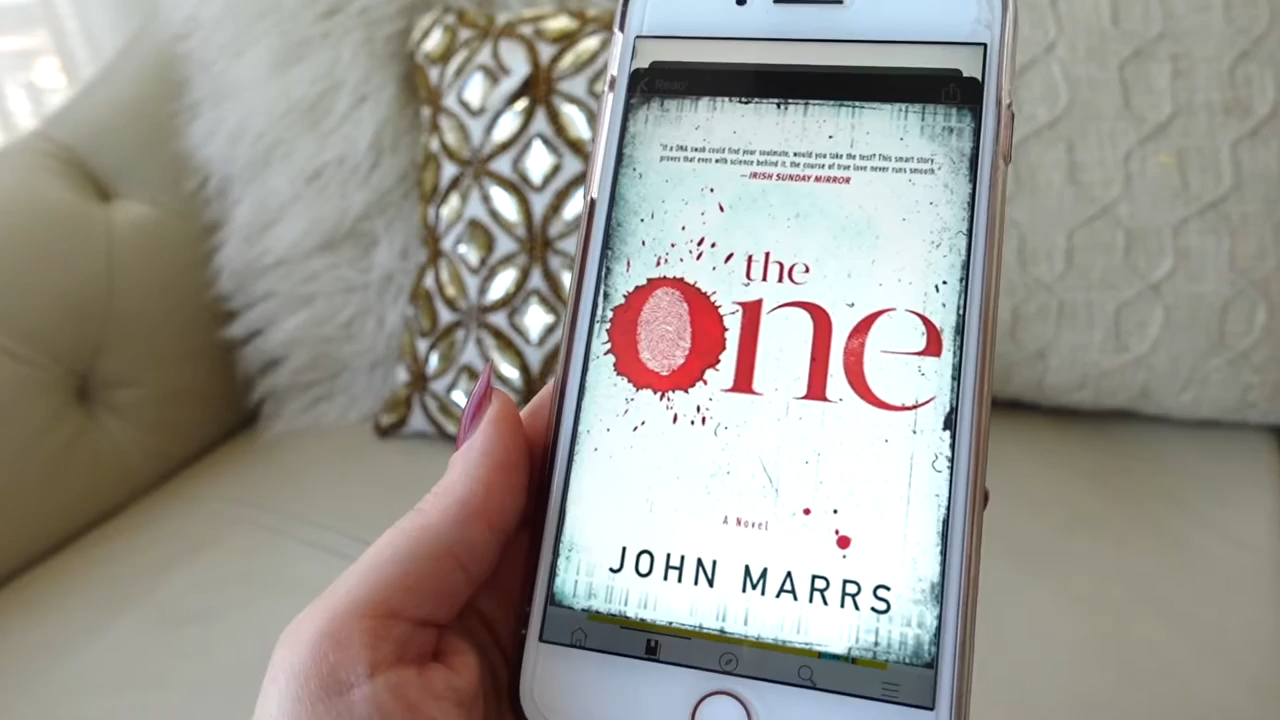 Read!
"If a DNA swab could find your soulmate, would you take the test? This smart story
proves that even with science behind it, the course of true love never runs smooth."
—IRISH SUNDAY MIRROR
the
One
A Novel
JOHN MARRS